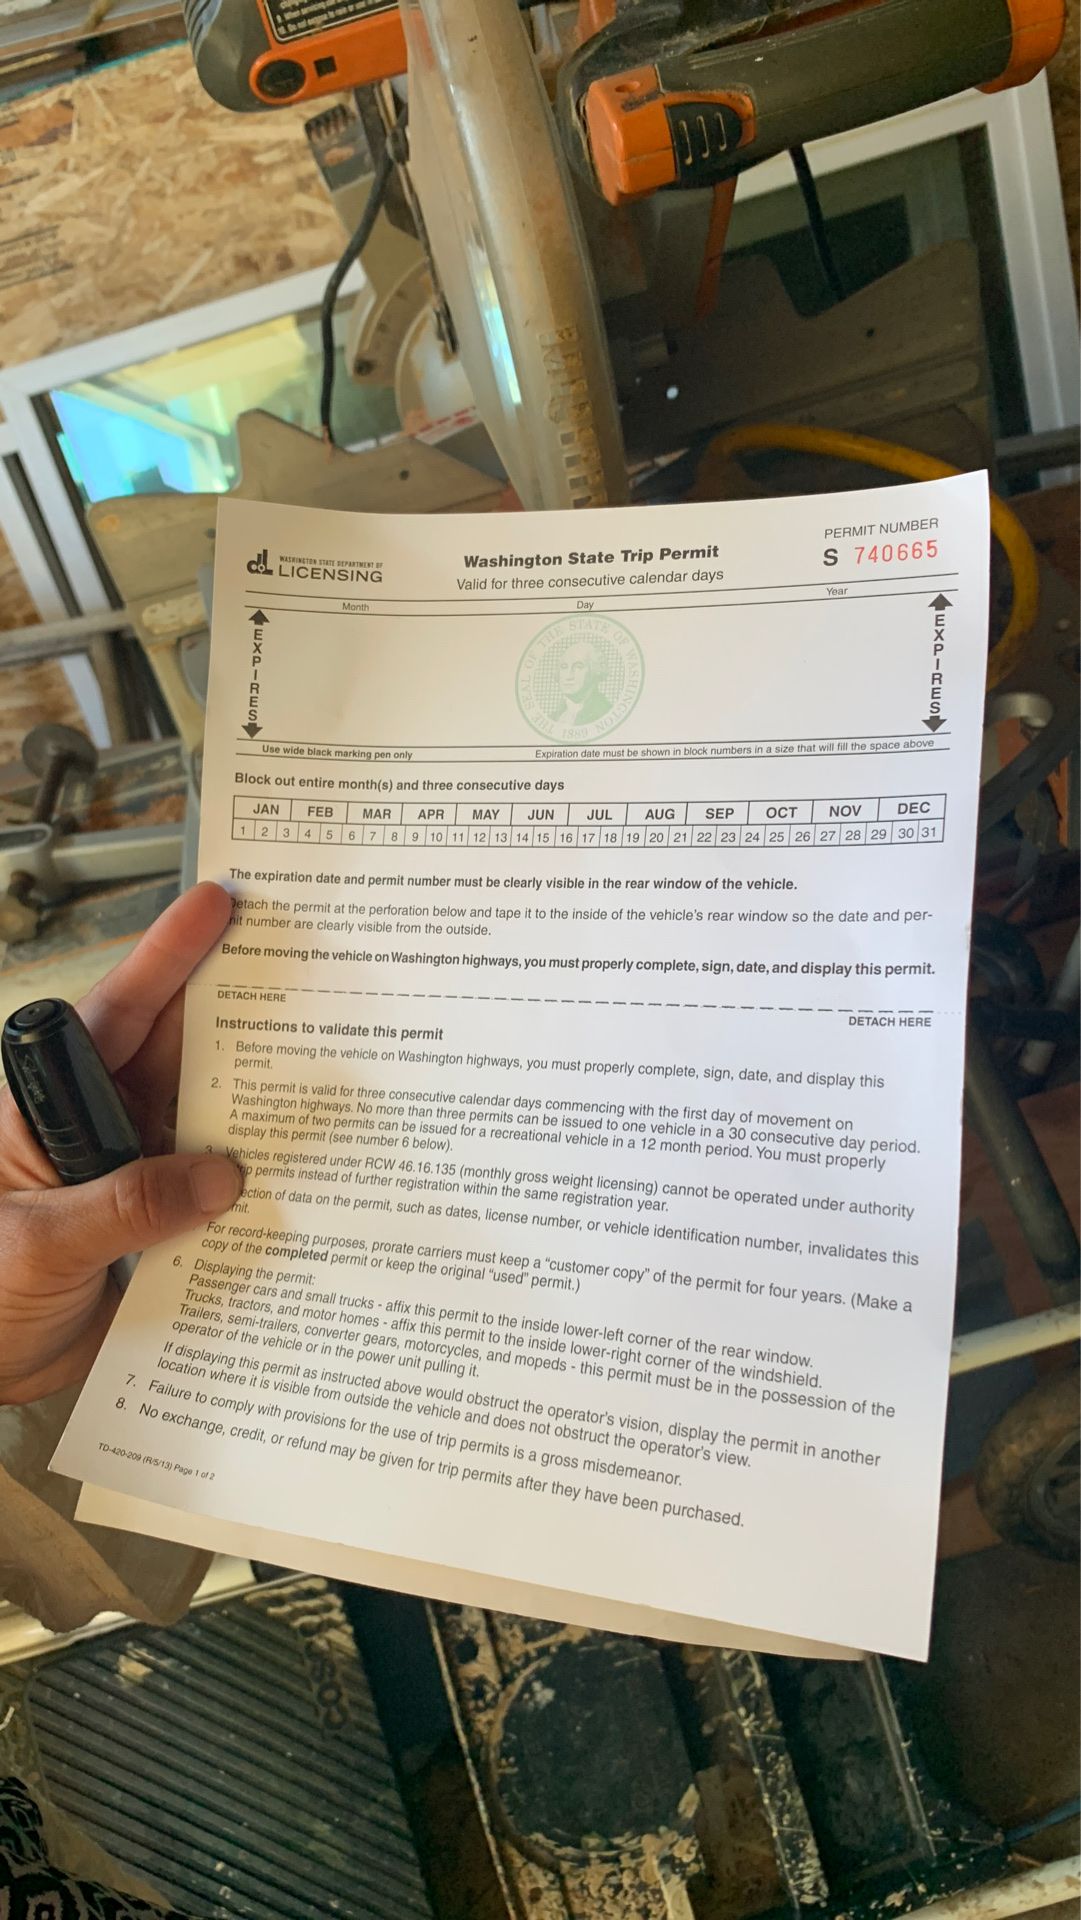 WASHINGTON STATE DEPARTMENT OF
LICENSING
Washington State Trip Permit
Valid for three consecutive calendar days
PERMIT NUMBER
S 740665
Month Day Year
EXPIRES
EXPIRES
THE SEAL OF THE STATE OF WASHINGTON
1889
Use wide black marking pen only
Expiration date must be shown in block numbers in a size that will fill the space above
Block out entire month(s) and three consecutive days
JAN FEB MAR APR MAY JUN JUL AUG SEP OCT NOV DEC
1 2 3 4 5 6 7 8 9 10 11 12 13 14 15 16 17 18 19 20 21 22 23 24 25 26 27 28 29 30 31
The expiration date and permit number must be clearly visible in the rear window of the vehicle.
Detach the permit at the perforation below and tape it to the inside of the vehicle's rear window so the date and per-
mit number are clearly visible from the outside.
Before moving the vehicle on Washington highways, you must properly complete, sign, date, and display this permit.
DETACH HERE
DETACH HERE
Instructions to validate this permit
1. Before moving the vehicle on Washington highways, you must properly complete, sign, date, and display this
permit.
2. This permit is valid for three consecutive calendar days commencing with the first day of movement on
Washington highways. No more than three permits can be issued to one vehicle in a 30 consecutive day period.
A maximum of two permits can be issued for a recreational vehicle in a 12 month period. You must properly
display this permit (see number 6 below).
3. Vehicles registered under RCW 46.16.135 (monthly gross weight licensing) cannot be operated under authority
trip permits instead of further registration within the same registration year.
ection of data on the permit, such as dates, license number, or vehicle identification number, invalidates this
mit.
For record-keeping purposes, prorate carriers must keep a "customer copy" of the permit for four years. (Make a
copy of the completed permit or keep the original "used" permit.)
6. Displaying the permit:
Passenger cars and small trucks - affix this permit to the inside lower-left corner of the rear window.
Trucks, tractors, and motor homes - affix this permit to the inside lower-right corner of the windshield.
Trailers, semi-trailers, converter gears, motorcycles, and mopeds - this permit must be in the possession of the
operator of the vehicle or in the power unit pulling it.
If displaying this permit as instructed above would obstruct the operator's vision, display the permit in another
location where it is visible from outside the vehicle and does not obstruct the operator's view.
7. Failure to comply with provisions for the use of trip permits is a gross misdemeanor.
8. No exchange, credit, or refund may be given for trip permits after they have been purchased.
TD-420-209 (R/5/13) Page 1 of 2